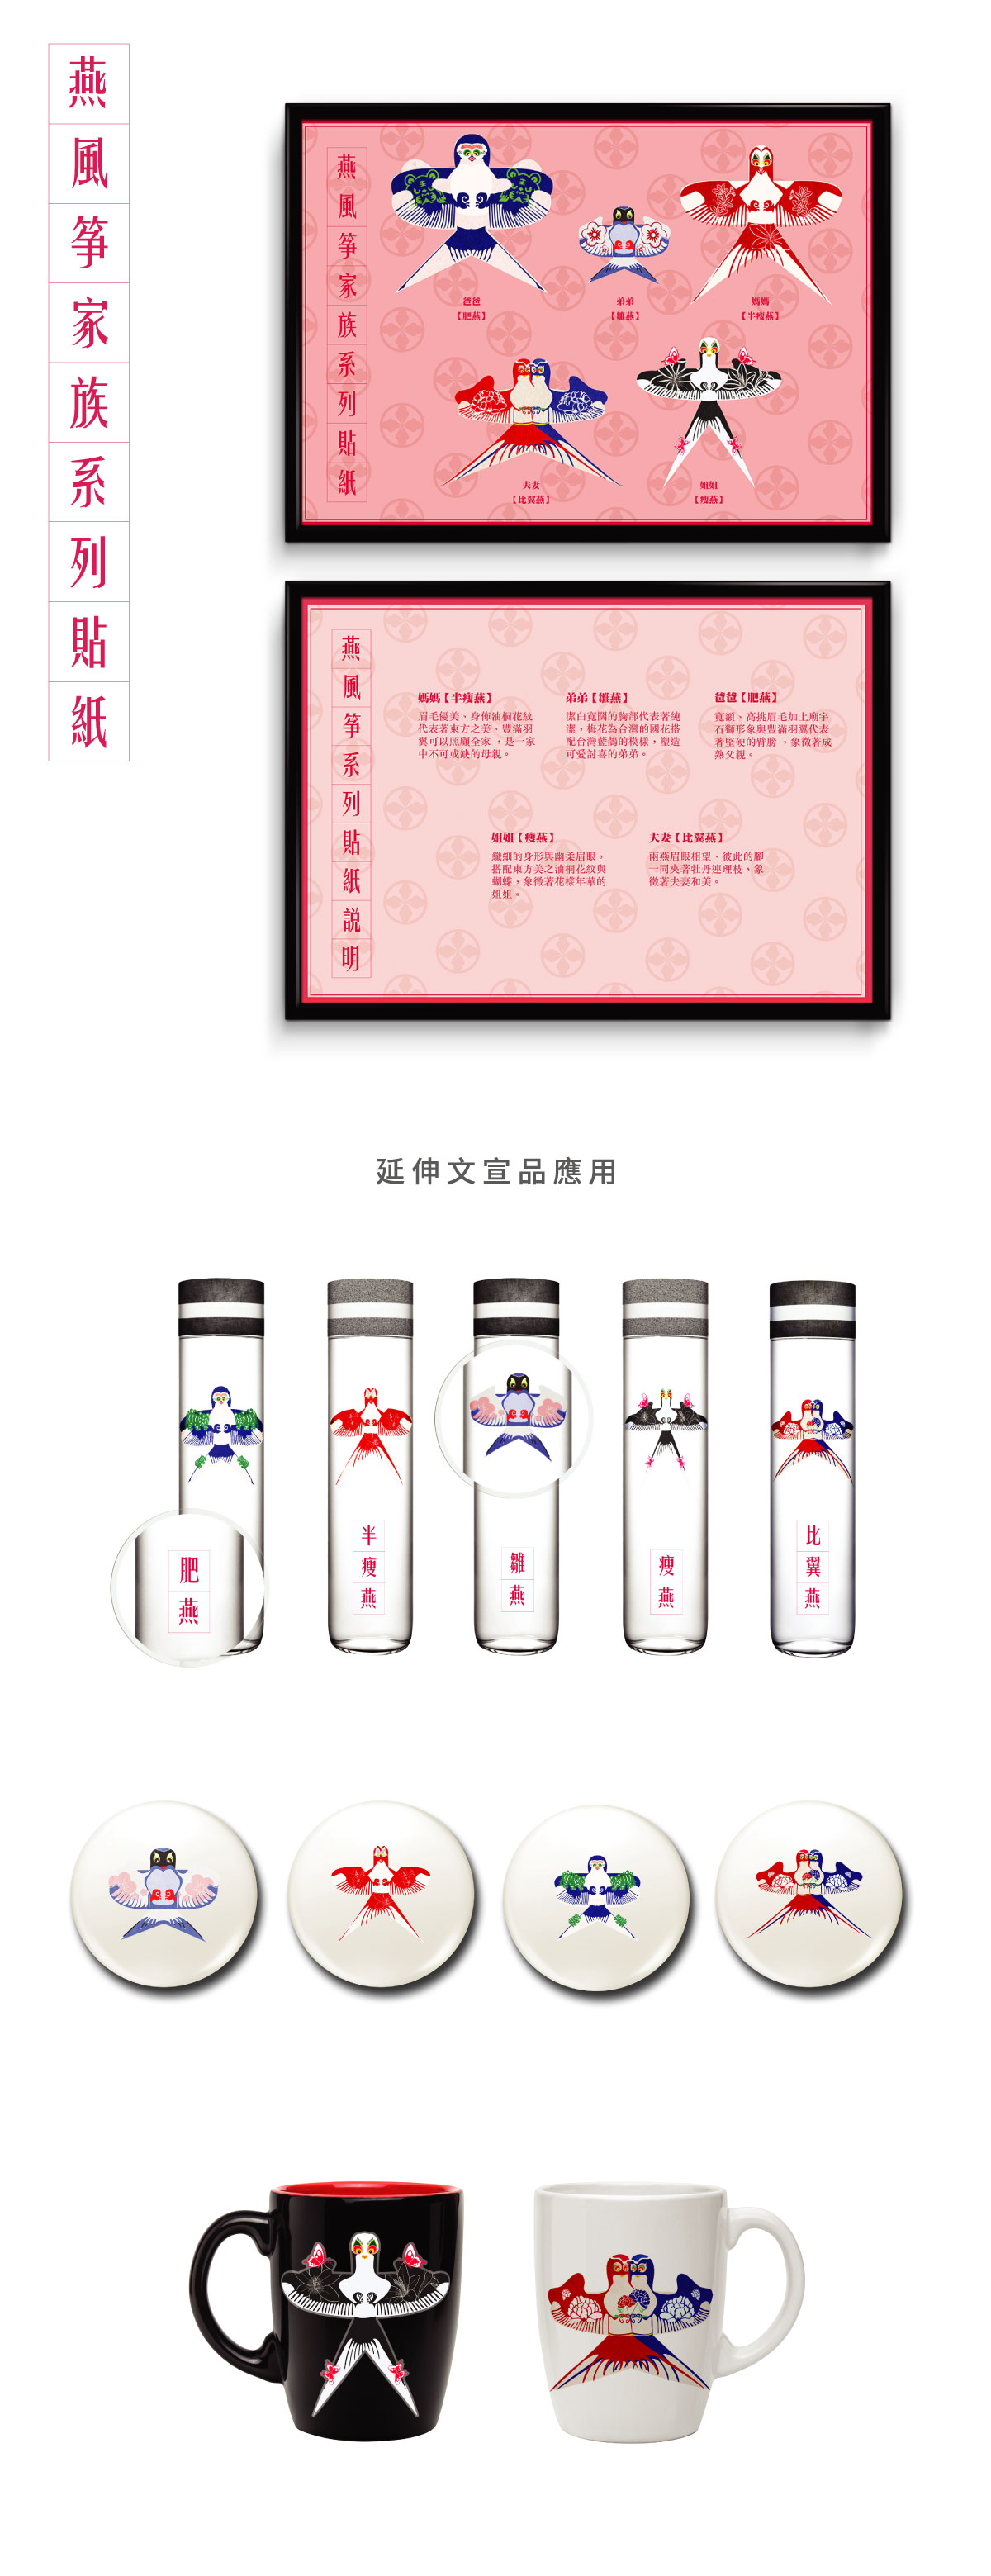 燕風箏家族系列貼紙
燕風箏家族系列貼紙
爸爸
【肥燕】
弟弟
【雛燕】
媽媽
【半瘦燕】
夫妻
【比翼燕】
姐姐
【瘦燕】
燕風箏系列貼紙説明
媽媽【半瘦燕】
眉毛優美、身佈油桐花紋
代表著東方之美、豐滿羽
翼可以照顧全家，是一家
中不可或缺的母親。
弟弟【雛燕】
潔白寬闊的胸部代表著純
潔，梅花為台灣的國花搭
配台灣藍鵲的模樣，塑造
可愛討喜的弟弟。
爸爸【肥燕】
寬額、高挑眉毛加上廟宇
石獅形象與豐滿羽翼代表
著堅硬的臂膀，象徵著成
熟父親。
姐姐【瘦燕】
纖細的身形與幽柔眉眼，
搭配東方美之油桐花紋與
蝴蝶，象徵著花樣年華的
姐姐。
夫妻【比翼燕】
兩燕眉眼相望、彼此的腳
一同夾著牡丹連理枝，象
徵著夫妻和美。
延伸文宣品應用
肥燕
半瘦燕
雛燕
瘦燕
比翼燕